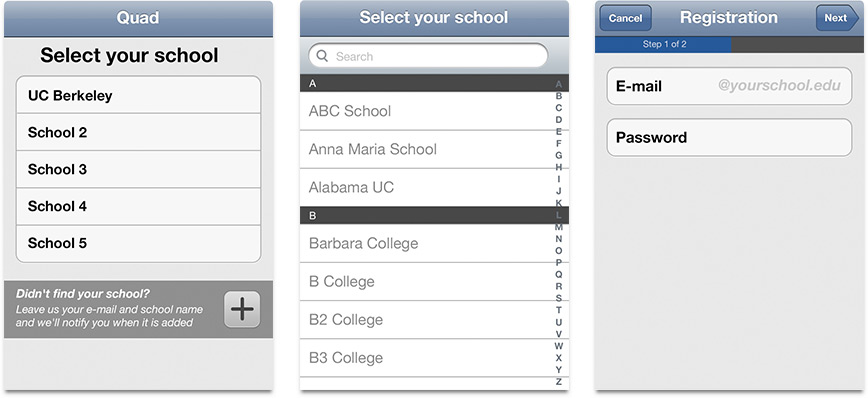 Quad
Select your school
UC Berkeley
School 2
School 3
School 4
School 5
Didn't find your school?
Leave us your e-mail and school name
and we'll notify you when it is added
Select your school
Search
A
ABC School
Anna Maria School
Alabama UC
B
Barbara College
B College
B2 College
B3 College
A
B
C
D
E
F
G
H
I
J
K
L
M
N
O
P
Q
R
S
T
U
V
W
X
Y
Z
Cancel
Registration
Next
Step 1 of 2
E-mail @yourschool.edu
Password